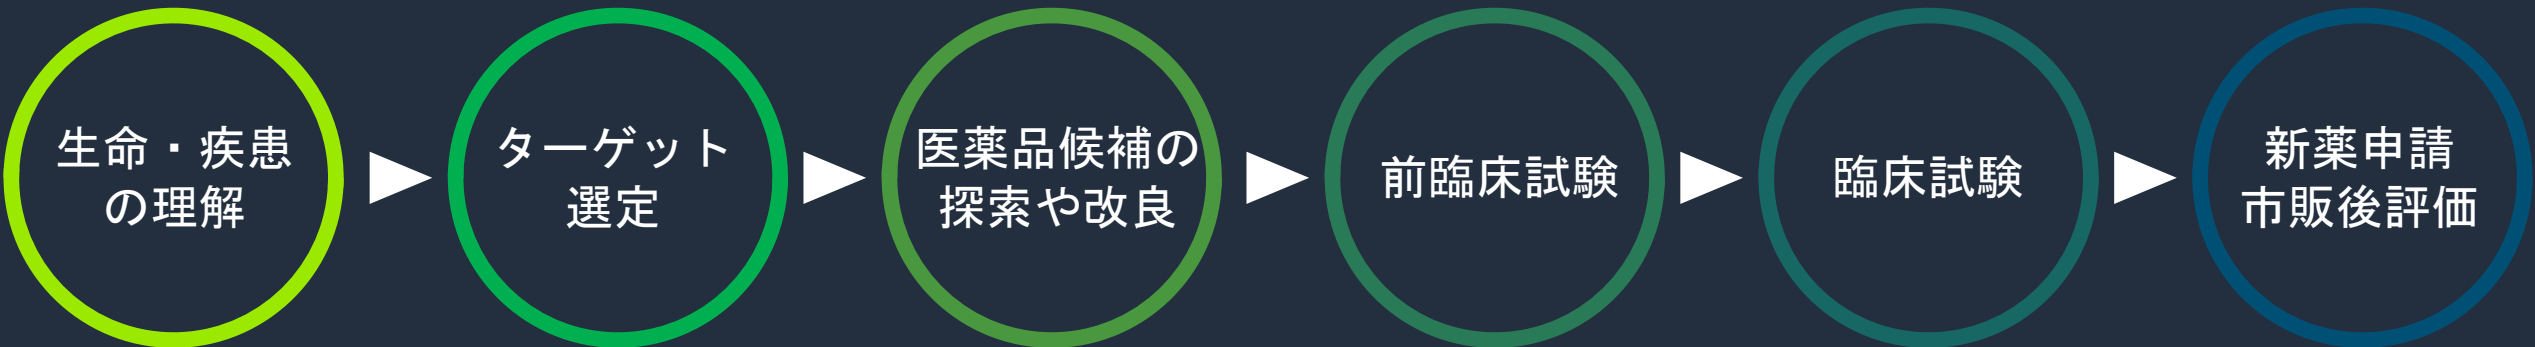 生命・疾患
の理解
ターゲット
選定
医薬品候補の
探索や改良
前臨床試験
臨床試験
新薬申請
市販後評価